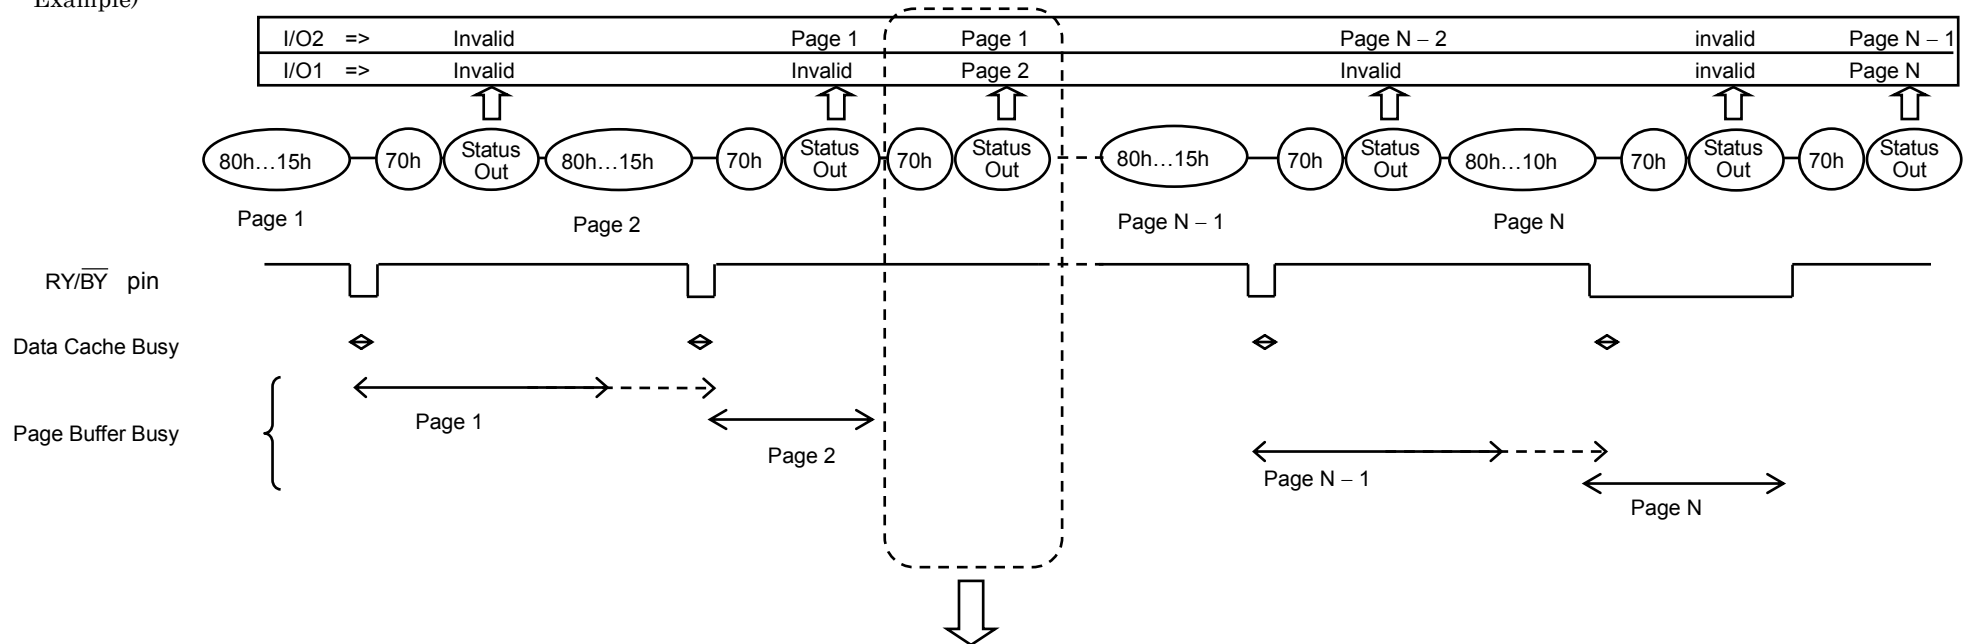 Example)
I/O2 => Invalid Page 1 Page 1 Page N – 2 invalid Page N – 1
I/O1 => Invalid Invalid Page 2 Invalid invalid Page N
80h…15h 70h Status Out 80h…15h 70h Status Out 70h Status Out 80h…15h 70h Status Out 80h…10h 70h Status Out 70h Status Out
Page 1 Page 2 Page N – 1 Page N
RY/BY pin
Data Cache Busy
Page 1
Page Buffer Busy
Page 2
Page N – 1
Page N